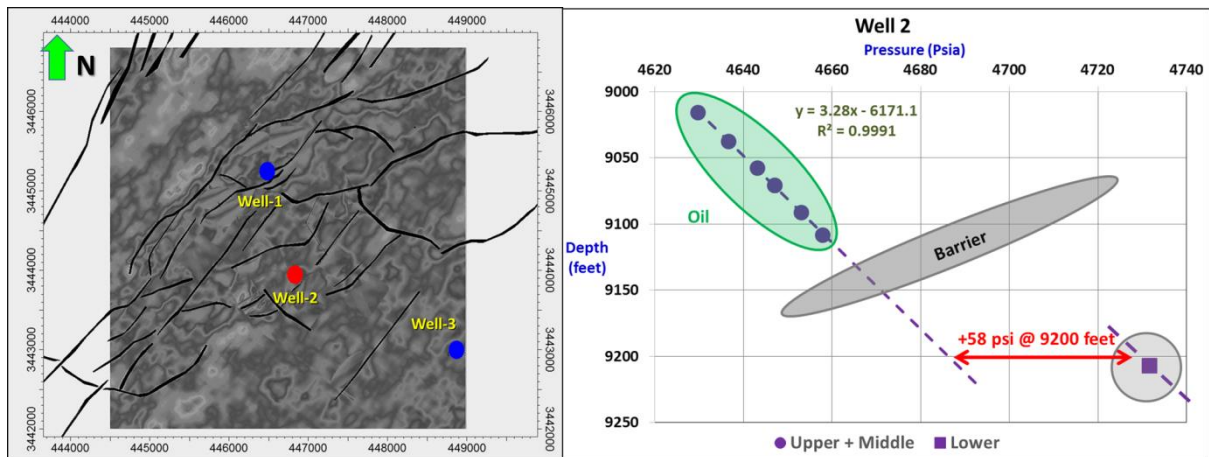 444000 445000 446000 447000 448000 449000
N
3446000
3445000
3444000
3443000
3442000
3446000
3445000
3444000
3443000
3442000
Well-1
Well-2
Well-3
444000 445000 446000 447000 448000 449000
Well 2
Pressure (Psia)
4620 4640 4660 4680 4700 4720 4740
9000
9050
9100
9150
9200
9250
Depth
(feet)
y = 3.28x - 6171.1
R² = 0.9991
Oil
Barrier
+58 psi @ 9200 feet
Upper + Middle Lower